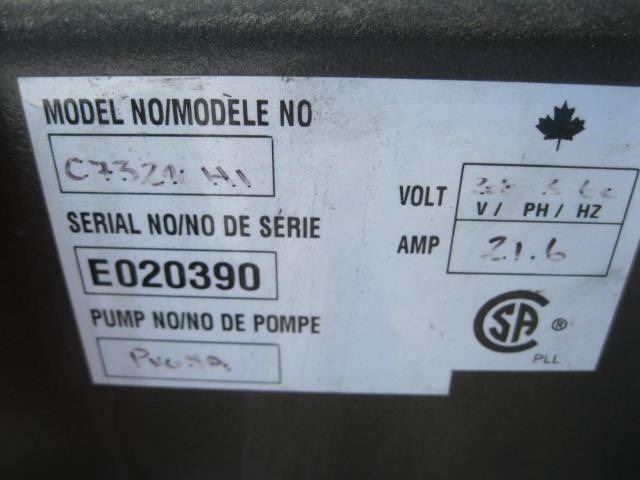 MODEL NO/MODÈLE NO
HI
SERIAL NO/NO DE SÉRIE
E020390
PUMP NO/NO DE POMPE
VOLT
V / PH / HZ
AMP 21.6
CSA ®
PLL